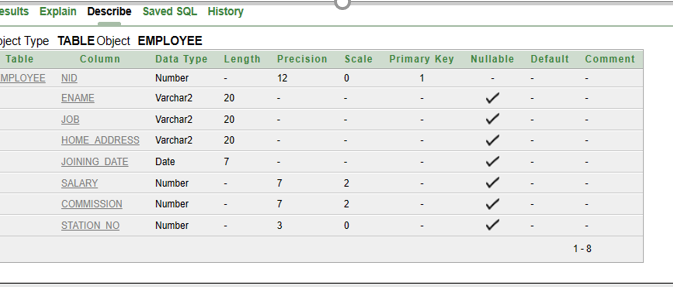 esults Explain Describe Saved SQL History
bject Type TABLE Object EMPLOYEE
Table Column Data Type Length Precision Scale Primary Key Nullable Default Comment
MPLOYEE NID Number - 12 0 1 - - -
ENAME Varchar2 20 - - - ✓ - -
JOB Varchar2 20 - - - ✓ - -
HOME_ADDRESS Varchar2 20 - - - ✓ - -
JOINING_DATE Date 7 - - - ✓ - -
SALARY Number - 7 2 - ✓ - -
COMMISSION Number - 7 2 - ✓ - -
STATION_NO Number - 3 0 - ✓ - -
1 - 8